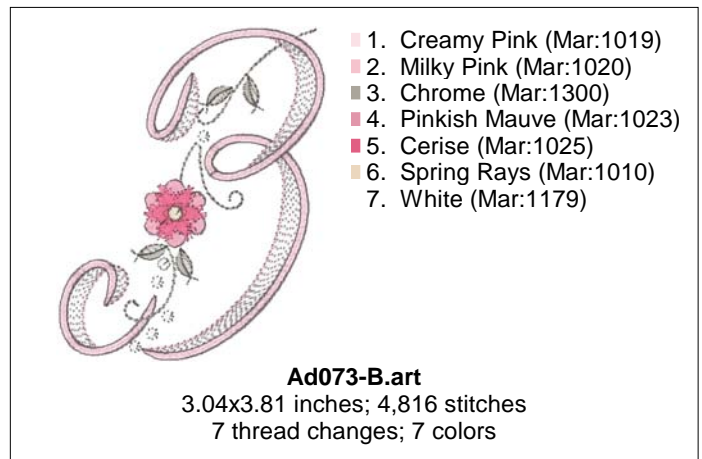 1. Creamy Pink (Mar:1019)
2. Milky Pink (Mar:1020)
3. Chrome (Mar:1300)
4. Pinkish Mauve (Mar:1023)
5. Cerise (Mar:1025)
6. Spring Rays (Mar:1010)
7. White (Mar:1179)
3
Ad073-B.art
3.04x3.81 inches; 4,816 stitches
7 thread changes; 7 colors